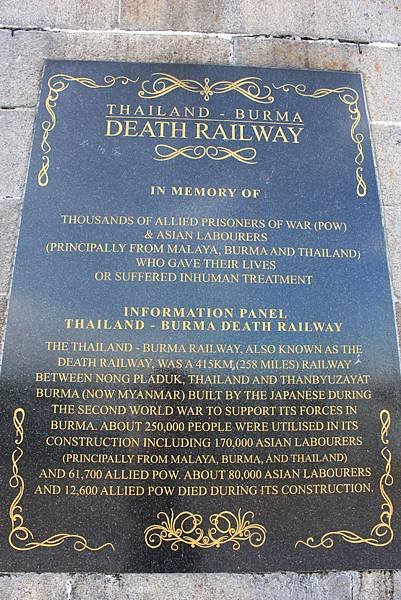 THAILAND - BURMA
DEATH RAILWAY
IN MEMORY OF
THOUSANDS OF ALLIED PRISONERS OF WAR (POW)
& ASIAN LABOURERS
(PRINCIPALLY FROM MALAYA, BURMA AND THAILAND)
WHO GAVE THEIR LIVES
OR SUFFERED INHUMAN TREATMENT
INFORMATION PANEL
THAILAND - BURMA DEATH RAILWAY
THE THAILAND - BURMA RAILWAY, ALSO KNOWN AS THE
DEATH RAILWAY, WAS A 415KM (258 MILES) RAILWAY
BETWEEN NONG PLADUK, THAILAND AND THANBYUZAYAT
BURMA (NOW MYANMAR) BUILT BY THE JAPANESE DURING
THE SECOND WORLD WAR TO SUPPORT ITS FORCES IN
BURMA. ABOUT 250,000 PEOPLE WERE UTILISED IN ITS
CONSTRUCTION INCLUDING 170,000 ASIAN LABOURERS
(PRINCIPALLY FROM MALAYA, BURMA, AND THAILAND)
AND 61,700 ALLIED POW. ABOUT 80,000 ASIAN LABOURERS
AND 12,600 ALLIED POW DIED DURING ITS CONSTRUCTION.